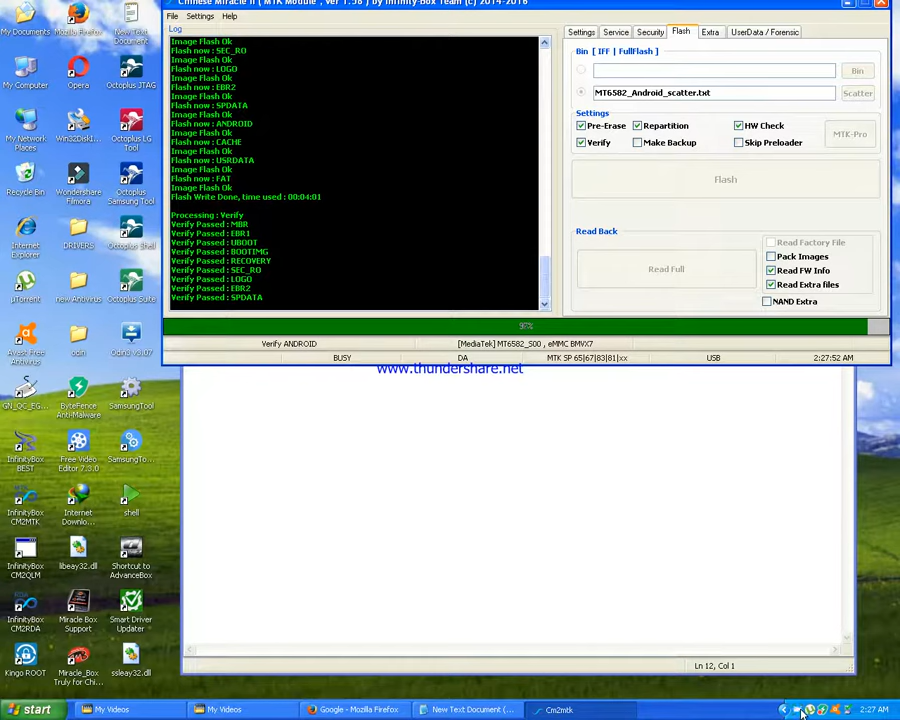 Chinese Miracle II ( MTK Module , ver 1.58 ) by Infinity-Box Team (c) 2014-2016
File Settings Help
Log
Image Flash Ok
Flash now : SEC_RO
Image Flash Ok
Flash now : LOGO
Image Flash Ok
Flash now : EBR2
Image Flash Ok
Flash now : SPDATA
Image Flash Ok
Flash now : ANDROID
Image Flash Ok
Flash now : CACHE
Image Flash Ok
Flash now : USRDATA
Image Flash Ok
Flash now : FAT
Image Flash Ok
Flash Write Done, time used : 00:04:01
Processing : Verify
Verify Passed : MBR
Verify Passed : EBR1
Verify Passed : UBOOT
Verify Passed : BOOTIMG
Verify Passed : RECOVERY
Verify Passed : SEC_RO
Verify Passed : LOGO
Verify Passed : EBR2
Verify Passed : SPDATA
Settings Service Security Flash Extra UserData / Forensic
Bin [ IFF | FullFlash ]
Bin
MT6582_Android_scatter.txt Scatter
Settings
Pre-Erase Repartition HW Check
Verify Make Backup Skip Preloader
MTK-Pro
Flash
Read Back
Read Full
Read Factory File
Pack Images
Read FW Info
Read Extra files
NAND Extra
97%
Verify ANDROID [MediaTek] MT6582_S00 , eMMC BMVX7
BUSY DA MTK SP 65|67|83|81|xx USB 2:27:52 AM
www.thundershare.net
Ln 12, Col 1
My Documents
Mozilla Firefox
New Text Document
My Computer
Opera
Octoplus JTAG
My Network Places
Win32Diskl...
Octoplus LG Tool
Recycle Bin
Wondershare Filmora
Octoplus Samsung Tool
Internet Explorer
DRIVERS
Octoplus Shell
µTorrent
new Antivirus
Octoplus Suite
Avast Free Antivirus
odin
Odin3 v3.07
GN_QC_EG...
ByteFence Anti-Malware
SamsungTool
InfinityBox BEST
Free Video Editor 7.3.0
SamsungTo...
InfinityBox CM2MTK
Internet Downlo...
shell
InfinityBox CM2QLM
libeay32.dll
Shortcut to AdvanceBox
InfinityBox CM2RDA
Miracle Box Support
Smart Driver Updater
Kingo ROOT
Miracle_Box Truly for Chi...
ssleay32.dll
start My Videos My Videos Google - Mozilla Firefox New Text Document (... Cm2mtk 2:27 AM